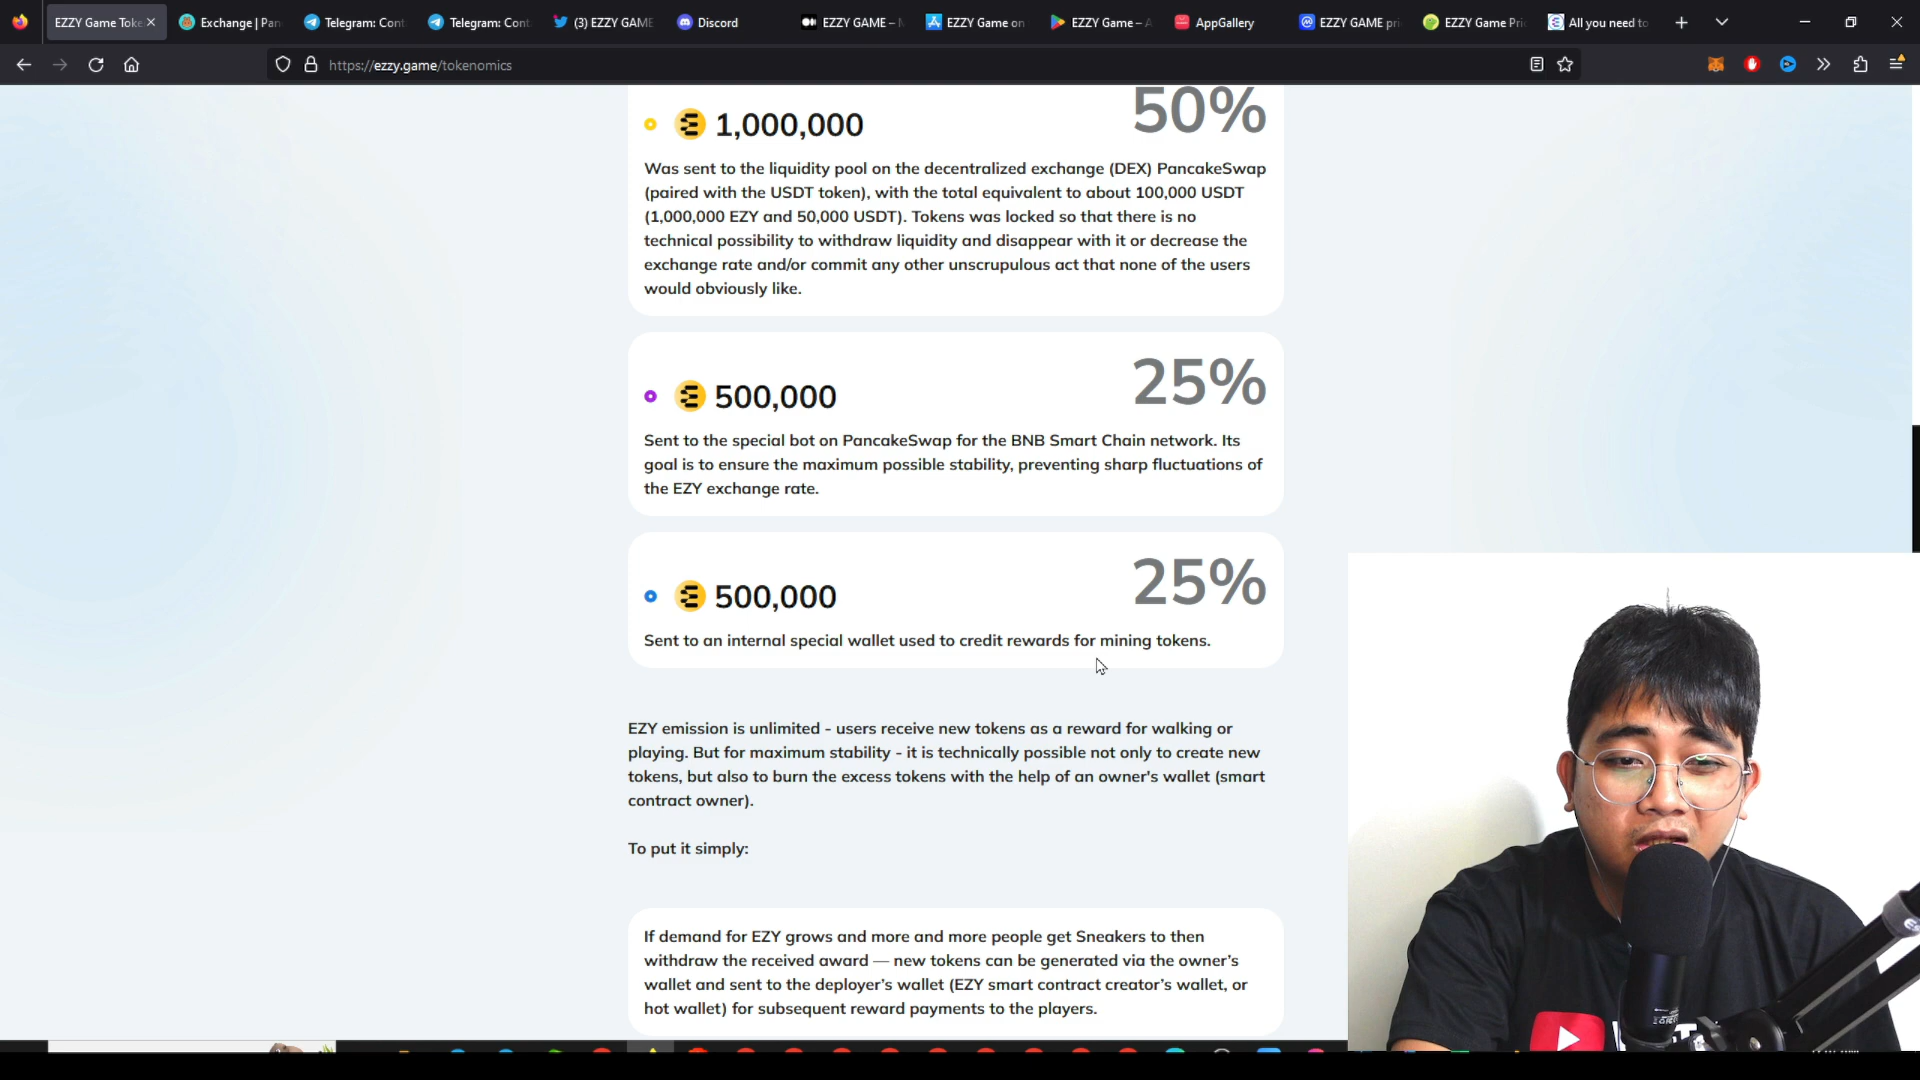 EZZY Game Toke
Exchange | Pan
Telegram: Cont
Telegram: Cont
(3) EZZY GAME
Discord
EZZY GAME –
EZZY Game on
EZZY Game – A
AppGallery
EZZY GAME pri
EZZY Game Pri
All you need to
https://ezzy.game/tokenomics
1,000,000
50%
Was sent to the liquidity pool on the decentralized exchange (DEX) PancakeSwap
(paired with the USDT token), with the total equivalent to about 100,000 USDT
(1,000,000 EZY and 50,000 USDT). Tokens was locked so that there is no
technical possibility to withdraw liquidity and disappear with it or decrease the
exchange rate and/or commit any other unscrupulous act that none of the users
would obviously like.
500,000
25%
Sent to the special bot on PancakeSwap for the BNB Smart Chain network. Its
goal is to ensure the maximum possible stability, preventing sharp fluctuations of
the EZY exchange rate.
500,000
25%
Sent to an internal special wallet used to credit rewards for mining tokens.
EZY emission is unlimited - users receive new tokens as a reward for walking or
playing. But for maximum stability - it is technically possible not only to create new
tokens, but also to burn the excess tokens with the help of an owner's wallet (smart
contract owner).
To put it simply:
If demand for EZY grows and more and more people get Sneakers to then
withdraw the received award — new tokens can be generated via the owner's
wallet and sent to the deployer's wallet (EZY smart contract creator's wallet, or
hot wallet) for subsequent reward payments to the players.